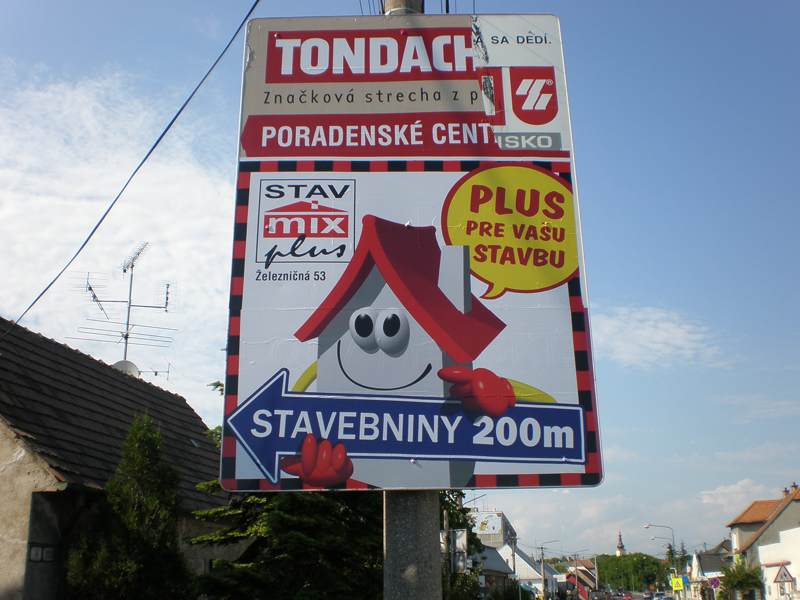 TONDACH
A SA DEDÍ.
Značková strecha z p
PORADENSKÉ CENT
ISKO
STAV
mix
plus
Železničná 53
PLUS
PRE VAŠU
STAVBU
STAVEBNINY 200m